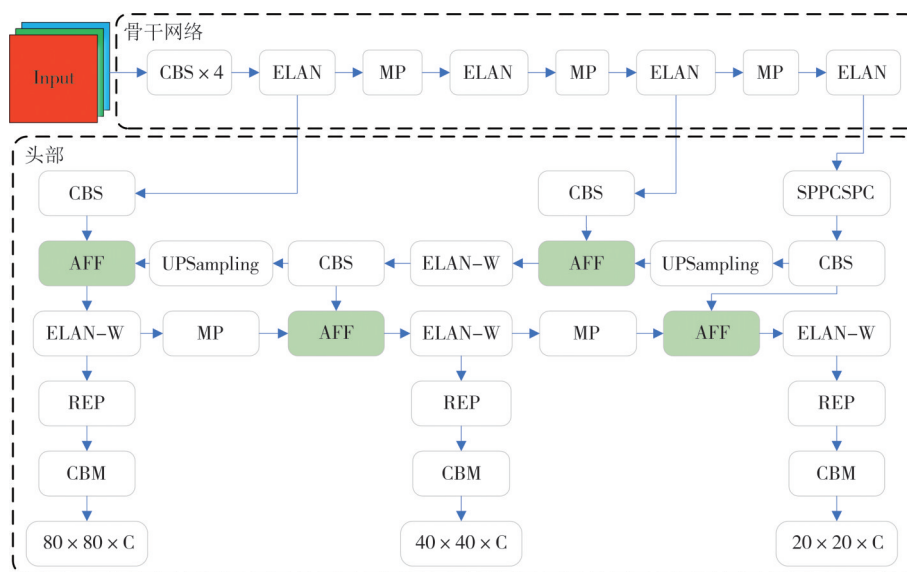 骨干网络
Input
CBS × 4
ELAN
MP
ELAN
MP
ELAN
MP
ELAN
头部
CBS
CBS
SPPCSPC
AFF
UPSampling
CBS
ELAN-W
AFF
UPSampling
CBS
ELAN-W
MP
AFF
ELAN-W
MP
AFF
ELAN-W
REP
REP
REP
CBM
CBM
CBM
80 × 80 × C
40 × 40 × C
20 × 20 × C